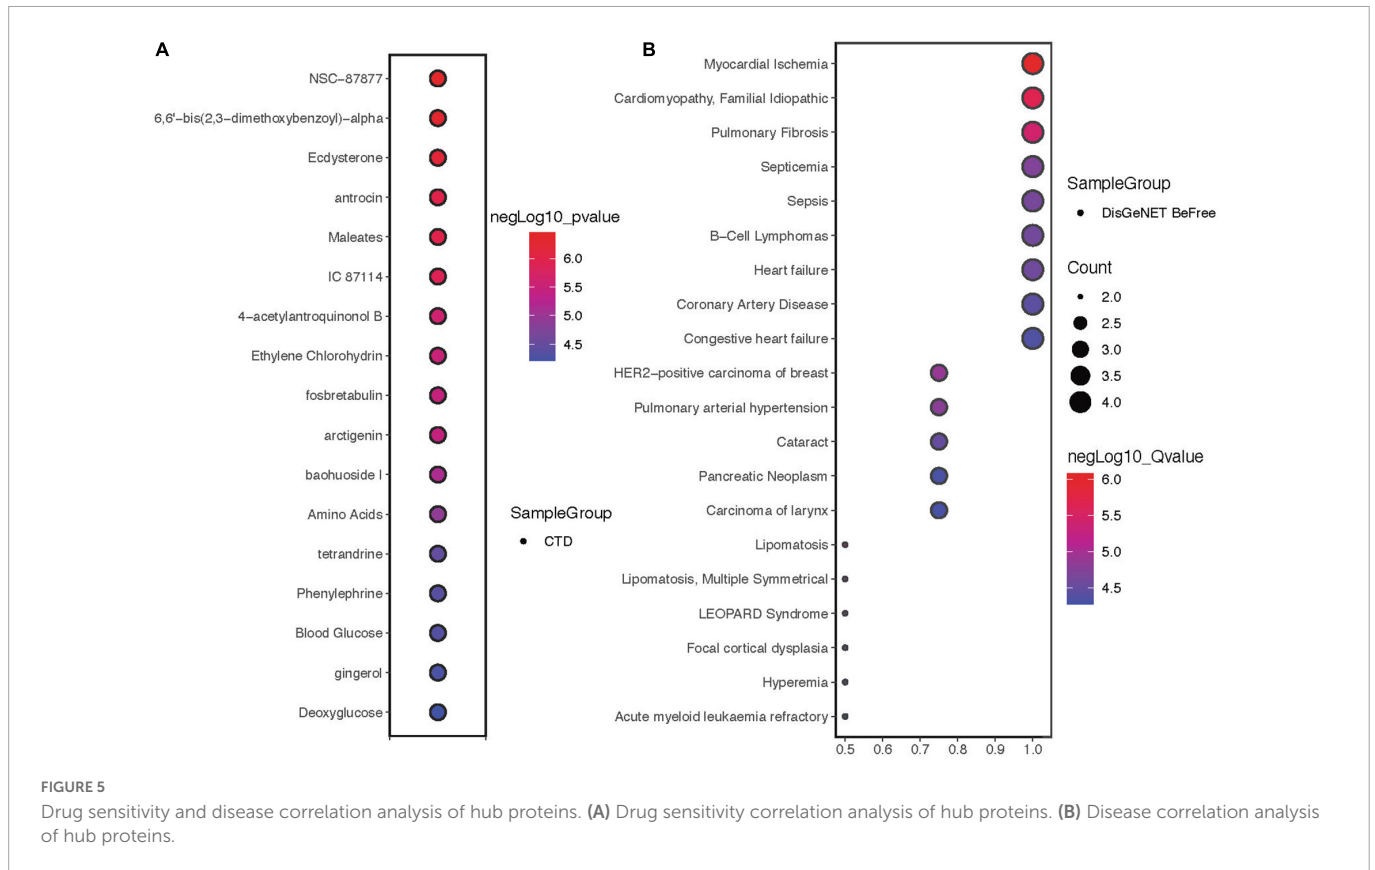 A
NSC−87877
6,6'−bis(2,3−dimethoxybenzoyl)−alpha
Ecdysterone
antrocin
Maleates
IC 87114
4−acetylantroquinonol B
Ethylene Chlorohydrin
fosbretabulin
arctigenin
baohuoside I
Amino Acids
tetrandrine
Phenylephrine
Blood Glucose
gingerol
Deoxyglucose
negLog10_pvalue
6.0
5.5
5.0
4.5
SampleGroup
CTD
B
Myocardial Ischemia
Cardiomyopathy, Familial Idiopathic
Pulmonary Fibrosis
Septicemia
Sepsis
B−Cell Lymphomas
Heart failure
Coronary Artery Disease
Congestive heart failure
HER2−positive carcinoma of breast
Pulmonary arterial hypertension
Cataract
Pancreatic Neoplasm
Carcinoma of larynx
Lipomatosis
Lipomatosis, Multiple Symmetrical
LEOPARD Syndrome
Focal cortical dysplasia
Hyperemia
Acute myeloid leukaemia refractory
0.5 0.6 0.7 0.8 0.9 1.0
SampleGroup
DisGeNET BeFree
Count
2.0
2.5
3.0
3.5
4.0
negLog10_Qvalue
6.0
5.5
5.0
4.5
FIGURE 5
Drug sensitivity and disease correlation analysis of hub proteins. (A) Drug sensitivity correlation analysis of hub proteins. (B) Disease correlation analysis
of hub proteins.